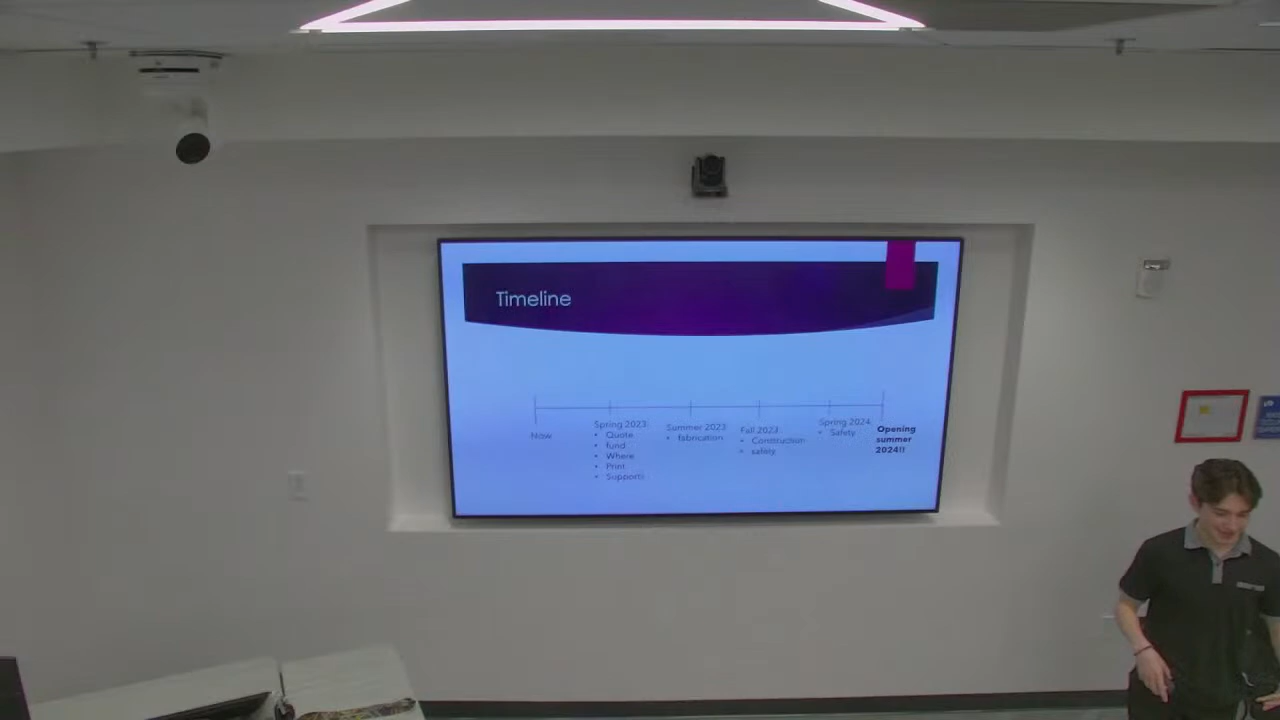 Timeline
Now
Spring 2023:
• Quote
• fund
• Where
• Print
• Supports
Summer 2023
• fabrication
Fall 2023:
• Construction
• safety
Spring 2024:
• Safety
Opening
summer
2024!!